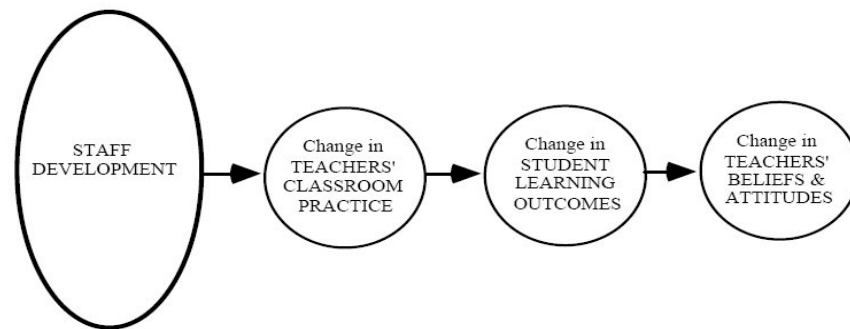 STAFF
DEVELOPMENT
Change in
TEACHERS'
CLASSROOM
PRACTICE
Change in
STUDENT
LEARNING
OUTCOMES
Change in
TEACHERS'
BELIEFS &
ATTITUDES